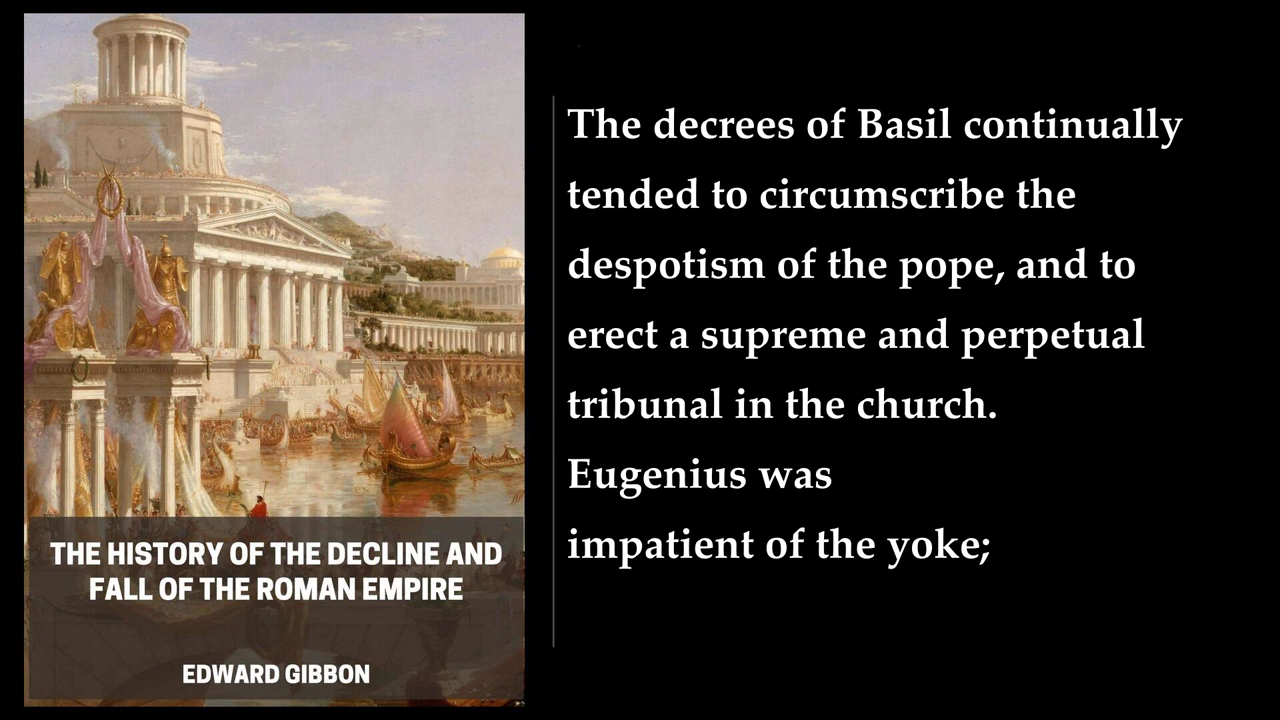 THE HISTORY OF THE DECLINE AND
FALL OF THE ROMAN EMPIRE
EDWARD GIBBON
The decrees of Basil continually
tended to circumscribe the
despotism of the pope, and to
erect a supreme and perpetual
tribunal in the church.
Eugenius was
impatient of the yoke;